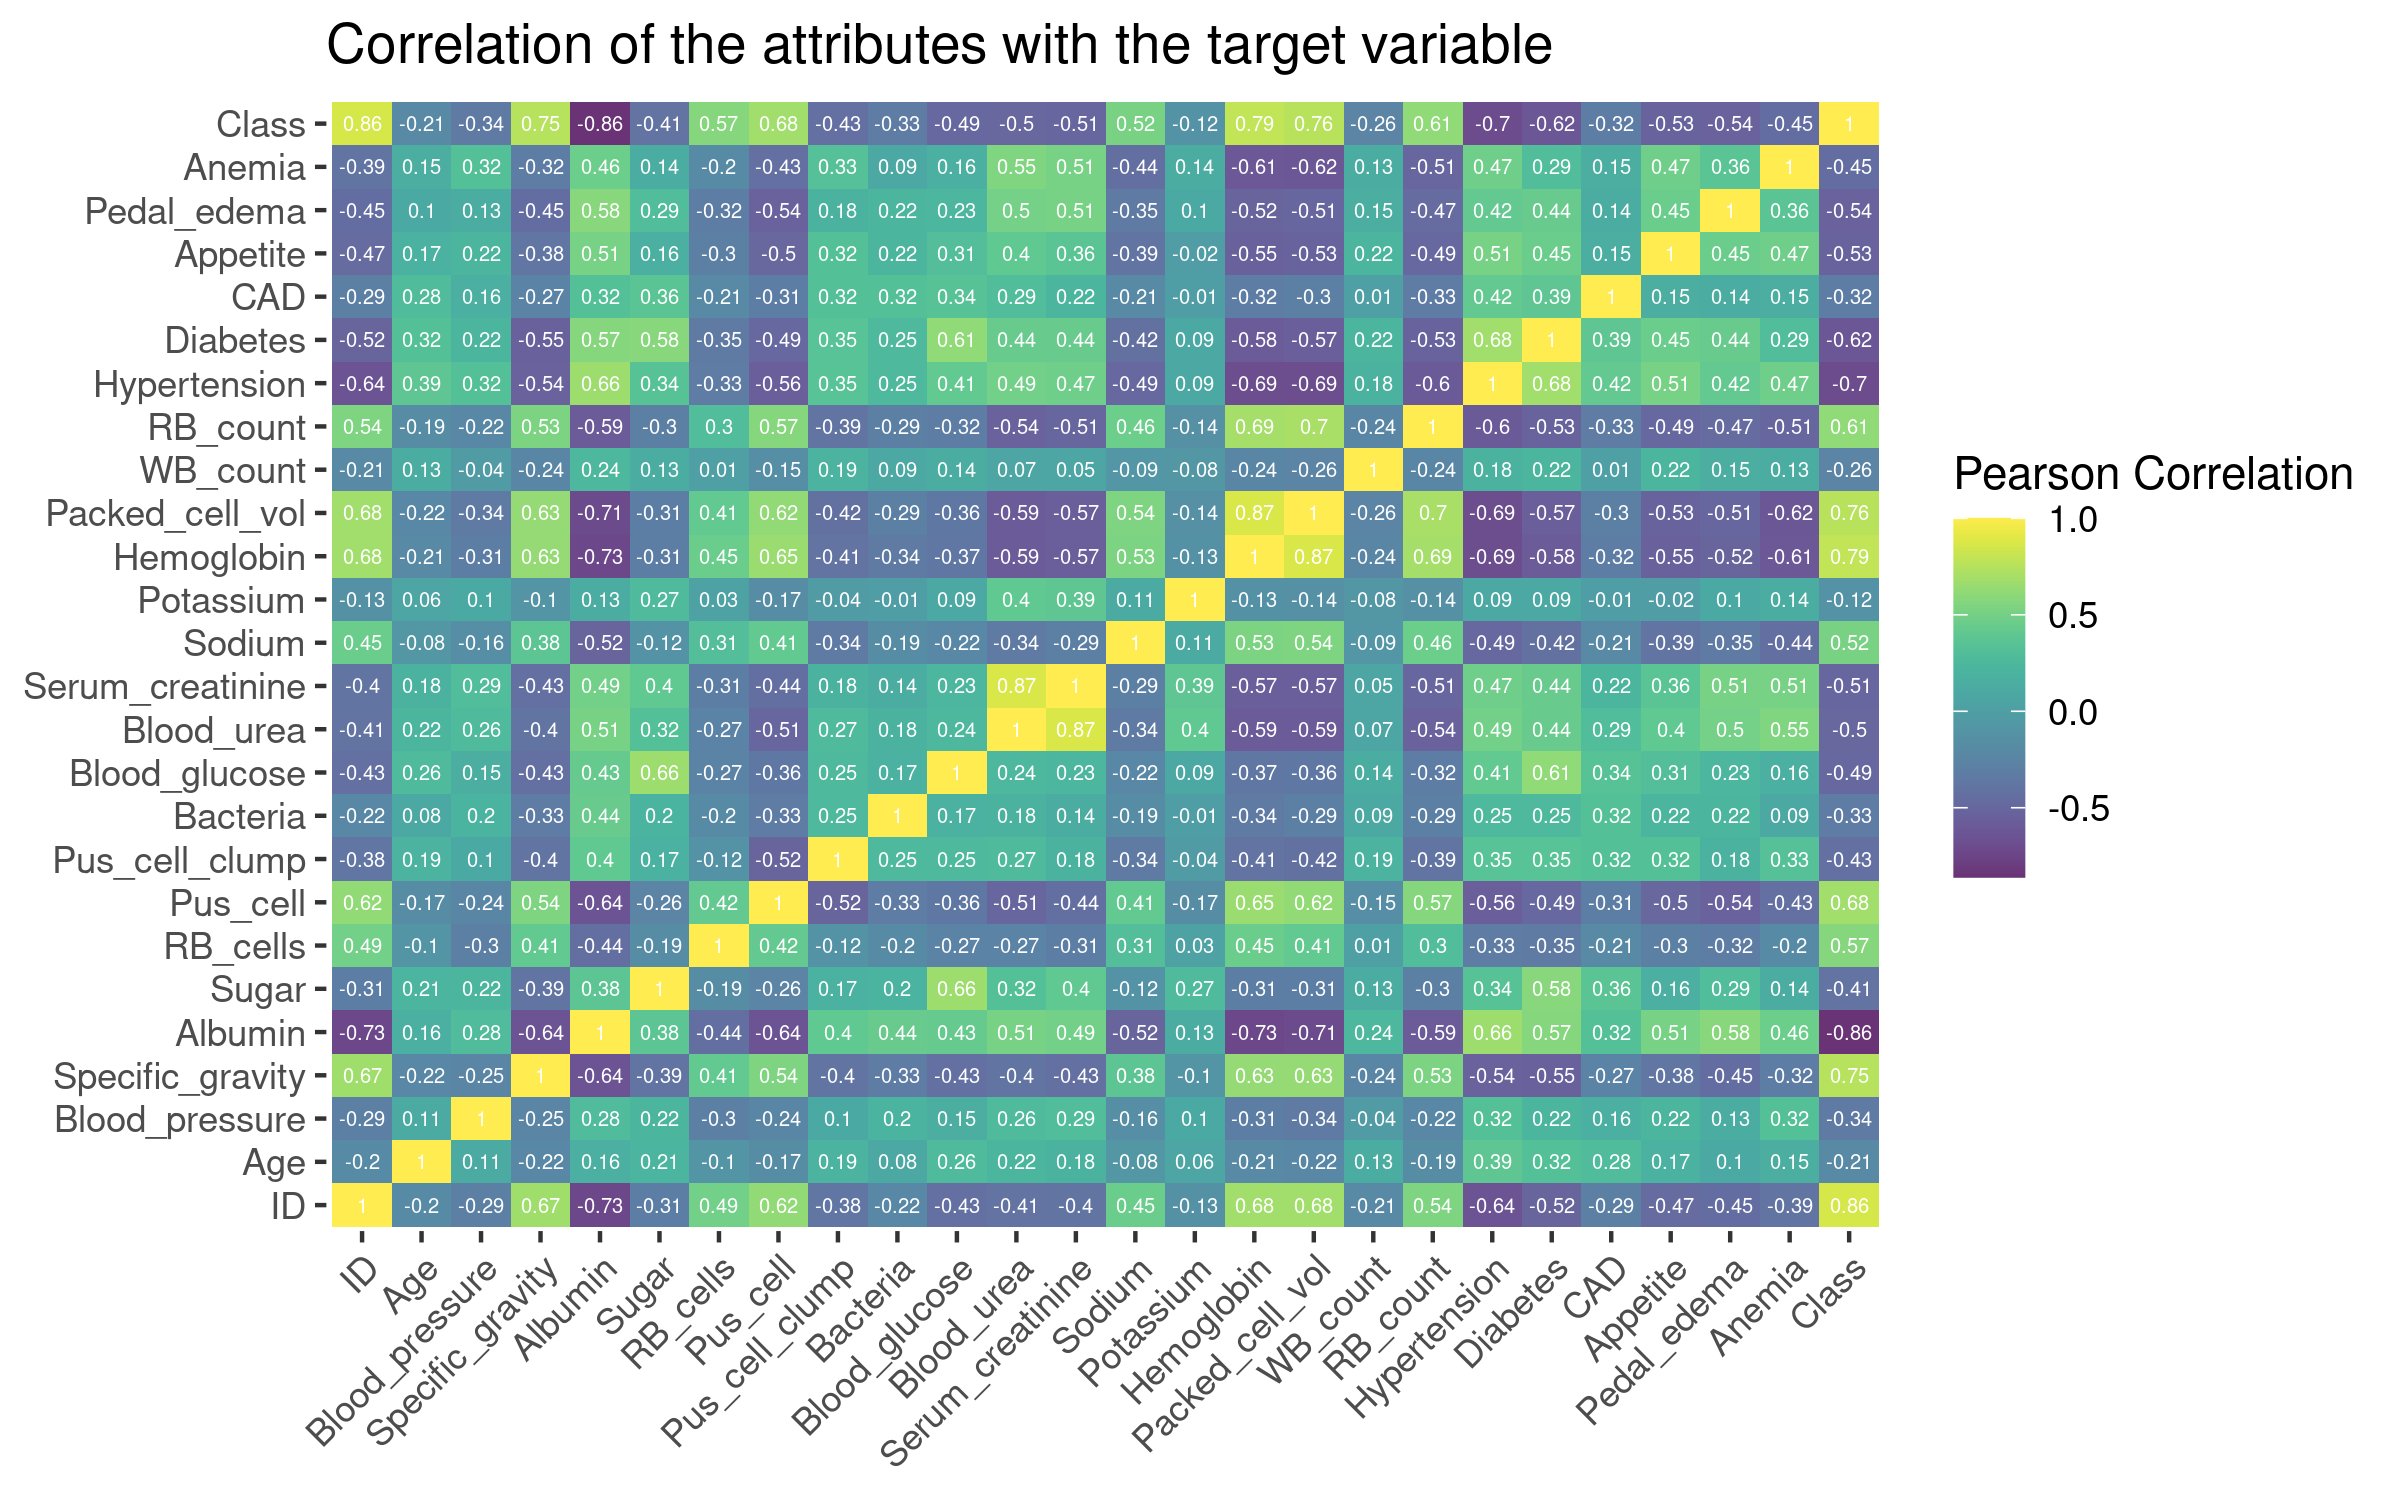 Correlation of the attributes with the target variable
Class 0.86 -0.21 -0.34 0.75 -0.86 -0.41 0.57 0.68 -0.43 -0.33 -0.49 -0.5 -0.51 0.52 -0.12 0.79 0.76 -0.26 0.61 -0.7 -0.62 -0.32 -0.53 -0.54 -0.45 1
Anemia -0.39 0.15 0.32 -0.32 0.46 0.14 -0.2 -0.43 0.33 0.09 0.16 0.55 0.51 -0.44 0.14 -0.61 -0.62 0.13 -0.51 0.47 0.29 0.15 0.47 0.36 1 -0.45
Pedal_edema -0.45 0.1 0.13 -0.45 0.58 0.29 -0.32 -0.54 0.18 0.22 0.23 0.5 0.51 -0.35 0.1 -0.52 -0.51 0.15 -0.47 0.42 0.44 0.14 0.45 1 0.36 -0.54
Appetite -0.47 0.17 0.22 -0.38 0.51 0.16 -0.3 -0.5 0.32 0.22 0.31 0.4 0.36 -0.39 -0.02 -0.55 -0.53 0.22 -0.49 0.51 0.45 0.15 1 0.45 0.47 -0.53
CAD -0.29 0.28 0.16 -0.27 0.32 0.36 -0.21 -0.31 0.32 0.32 0.34 0.29 0.22 -0.21 -0.01 -0.32 -0.3 0.01 -0.33 0.42 0.39 1 0.15 0.14 0.15 -0.32
Diabetes -0.52 0.32 0.22 -0.55 0.57 0.58 -0.35 -0.49 0.35 0.25 0.61 0.44 0.44 -0.42 0.09 -0.58 -0.57 0.22 -0.53 0.68 1 0.39 0.45 0.44 0.29 -0.62
Hypertension -0.64 0.39 0.32 -0.54 0.66 0.34 -0.33 -0.56 0.35 0.25 0.41 0.49 0.47 -0.49 0.09 -0.69 -0.69 0.18 -0.6 1 0.68 0.42 0.51 0.42 0.47 -0.7
RB_count 0.54 -0.19 -0.22 0.53 -0.59 -0.3 0.3 0.57 -0.39 -0.29 -0.32 -0.54 -0.51 0.46 -0.14 0.69 0.7 -0.24 1 -0.6 -0.53 -0.33 -0.49 -0.47 -0.51 0.61
WB_count -0.21 0.13 -0.04 -0.24 0.24 0.13 0.01 -0.15 0.19 0.09 0.14 0.07 0.05 -0.09 -0.08 -0.24 -0.26 1 -0.24 0.18 0.22 0.01 0.22 0.15 0.13 -0.26
Packed_cell_vol 0.68 -0.22 -0.34 0.63 -0.71 -0.31 0.41 0.62 -0.42 -0.29 -0.36 -0.59 -0.57 0.54 -0.14 0.87 1 -0.26 0.7 -0.69 -0.57 -0.3 -0.53 -0.51 -0.62 0.76
Hemoglobin 0.68 -0.21 -0.31 0.63 -0.73 -0.31 0.45 0.65 -0.41 -0.34 -0.37 -0.59 -0.57 0.53 -0.13 1 0.87 -0.24 0.69 -0.69 -0.58 -0.32 -0.55 -0.52 -0.61 0.79
Potassium -0.13 0.06 0.1 -0.1 0.13 0.27 0.03 -0.17 -0.04 -0.01 0.09 0.4 0.39 0.11 1 -0.13 -0.14 -0.08 -0.14 0.09 0.09 -0.01 -0.02 0.1 0.14 -0.12
Sodium 0.45 -0.08 -0.16 0.38 -0.52 -0.12 0.31 0.41 -0.34 -0.19 -0.22 -0.34 -0.29 1 0.11 0.53 0.54 -0.09 0.46 -0.49 -0.42 -0.21 -0.39 -0.35 -0.44 0.52
Serum_creatinine -0.4 0.18 0.29 -0.43 0.49 0.4 -0.31 -0.44 0.18 0.14 0.23 0.87 1 -0.29 0.39 -0.57 -0.57 0.05 -0.51 0.47 0.44 0.22 0.36 0.51 0.51 -0.51
Blood_urea -0.41 0.22 0.26 -0.4 0.51 0.32 -0.27 -0.51 0.27 0.18 0.24 1 0.87 -0.34 0.4 -0.59 -0.59 0.07 -0.54 0.49 0.44 0.29 0.4 0.5 0.55 -0.5
Blood_glucose -0.43 0.26 0.15 -0.43 0.43 0.66 -0.27 -0.36 0.25 0.17 1 0.24 0.23 -0.22 0.09 -0.37 -0.36 0.14 -0.32 0.41 0.61 0.34 0.31 0.23 0.16 -0.49
Bacteria -0.22 0.08 0.2 -0.33 0.44 0.2 -0.2 -0.33 0.25 1 0.17 0.18 0.14 -0.19 -0.01 -0.34 -0.29 0.09 -0.29 0.25 0.25 0.32 0.22 0.22 0.09 -0.33
Pus_cell_clump -0.38 0.19 0.1 -0.4 0.4 0.17 -0.12 -0.52 1 0.25 0.25 0.27 0.18 -0.34 -0.04 -0.41 -0.42 0.19 -0.39 0.35 0.35 0.32 0.32 0.18 0.33 -0.43
Pus_cell 0.62 -0.17 -0.24 0.54 -0.64 -0.26 0.42 1 -0.52 -0.33 -0.36 -0.51 -0.44 0.41 -0.17 0.65 0.62 -0.15 0.57 -0.56 -0.49 -0.31 -0.5 -0.54 -0.43 0.68
RB_cells 0.49 -0.1 -0.3 0.41 -0.44 -0.19 1 0.42 -0.12 -0.2 -0.27 -0.27 -0.31 0.31 0.03 0.45 0.41 0.01 0.3 -0.33 -0.35 -0.21 -0.3 -0.32 -0.2 0.57
Sugar -0.31 0.21 0.22 -0.39 0.38 1 -0.19 -0.26 0.17 0.2 0.66 0.32 0.4 -0.12 0.27 -0.31 -0.31 0.13 -0.3 0.34 0.58 0.36 0.16 0.29 0.14 -0.41
Albumin -0.73 0.16 0.28 -0.64 1 0.38 -0.44 -0.64 0.4 0.44 0.43 0.51 0.49 -0.52 0.13 -0.73 -0.71 0.24 -0.59 0.66 0.57 0.32 0.51 0.58 0.46 -0.86
Specific_gravity 0.67 -0.22 -0.25 1 -0.64 -0.39 0.41 0.54 -0.4 -0.33 -0.43 -0.4 -0.43 0.38 -0.1 0.63 0.63 -0.24 0.53 -0.54 -0.55 -0.27 -0.38 -0.45 -0.32 0.75
Blood_pressure -0.29 0.11 1 -0.25 0.28 0.22 -0.3 -0.24 0.1 0.2 0.15 0.26 0.29 -0.16 0.1 -0.31 -0.34 -0.04 -0.22 0.32 0.22 0.16 0.22 0.13 0.32 -0.34
Age -0.2 1 0.11 -0.22 0.16 0.21 -0.1 -0.17 0.19 0.08 0.26 0.22 0.18 -0.08 0.06 -0.21 -0.22 0.13 -0.19 0.39 0.32 0.28 0.17 0.1 0.15 -0.21
ID 1 -0.2 -0.29 0.67 -0.73 -0.31 0.49 0.62 -0.38 -0.22 -0.43 -0.41 -0.4 0.45 -0.13 0.68 0.68 -0.21 0.54 -0.64 -0.52 -0.29 -0.47 -0.45 -0.39 0.86
ID
Age
Blood_pressure
Specific_gravity
Albumin
Sugar
RB_cells
Pus_cell
Pus_cell_clump
Bacteria
Blood_glucose
Blood_urea
Serum_creatinine
Sodium
Potassium
Hemoglobin
Packed_cell_vol
WB_count
RB_count
Hypertension
Diabetes
CAD
Appetite
Pedal_edema
Anemia
Class
Pearson Correlation
1.0
0.5
0.0
-0.5